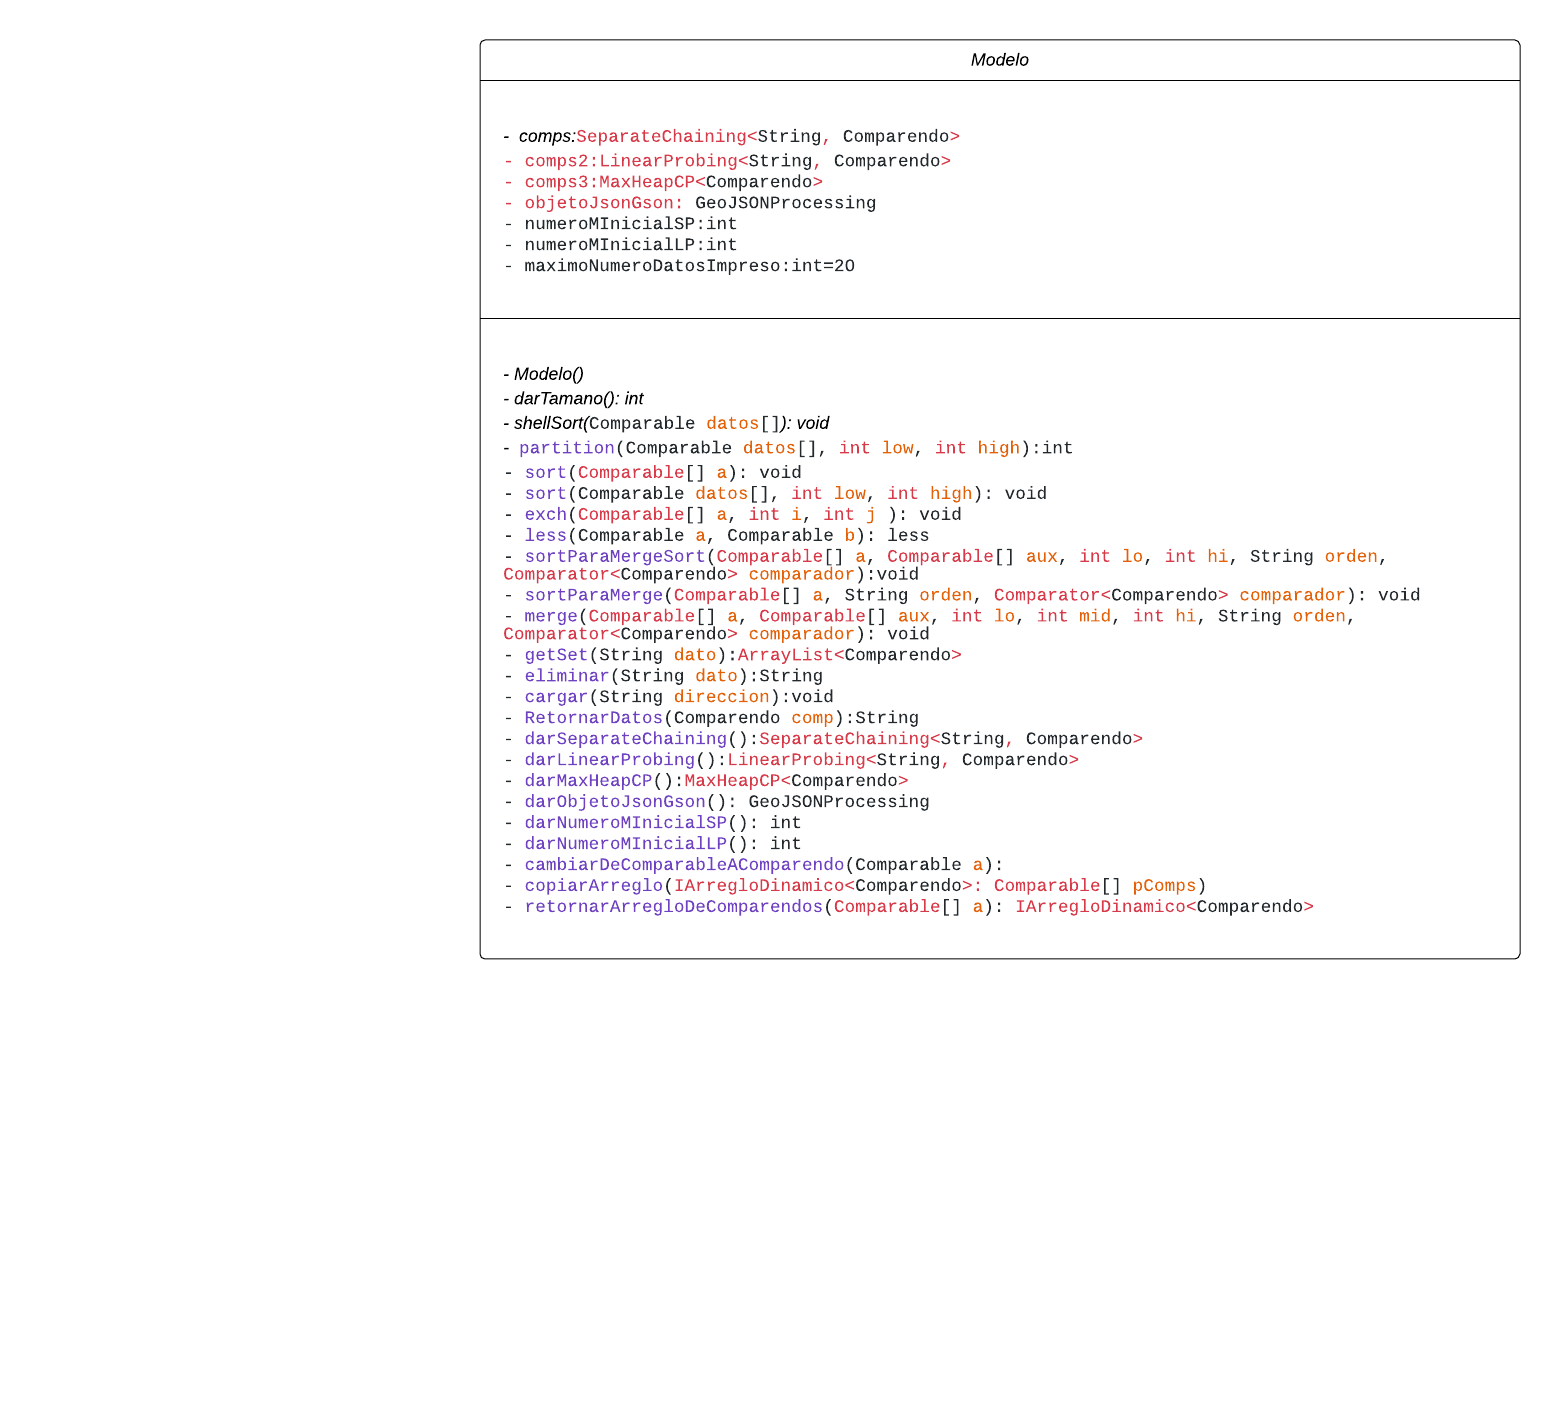 Modelo
- comps:SeparateChaining<String, Comparendo>
- comps2:LinearProbing<String, Comparendo>
- comps3:MaxHeapCP<Comparendo>
- objetoJsonGson: GeoJSONProcessing
- numeroMInicialSP:int
- numeroMInicialLP:int
- maximoNumeroDatosImpreso:int=2O
- Modelo()
- darTamano(): int
- shellSort(Comparable datos[]): void
- partition(Comparable datos[], int low, int high):int
- sort(Comparable[] a): void
- sort(Comparable datos[], int low, int high): void
- exch(Comparable[] a, int i, int j ): void
- less(Comparable a, Comparable b): less
- sortParaMergeSort(Comparable[] a, Comparable[] aux, int lo, int hi, String orden,
Comparator<Comparendo> comparador):void
- sortParaMerge(Comparable[] a, String orden, Comparator<Comparendo> comparador): void
- merge(Comparable[] a, Comparable[] aux, int lo, int mid, int hi, String orden,
Comparator<Comparendo> comparador): void
- getSet(String dato):ArrayList<Comparendo>
- eliminar(String dato):String
- cargar(String direccion):void
- RetornarDatos(Comparendo comp):String
- darSeparateChaining():SeparateChaining<String, Comparendo>
- darLinearProbing():LinearProbing<String, Comparendo>
- darMaxHeapCP():MaxHeapCP<Comparendo>
- darObjetoJsonGson(): GeoJSONProcessing
- darNumeroMInicialSP(): int
- darNumeroMInicialLP(): int
- cambiarDeComparableAComparendo(Comparable a):
- copiarArreglo(IArregloDinamico<Comparendo>: Comparable[] pComps)
- retornarArregloDeComparendos(Comparable[] a): IArregloDinamico<Comparendo>